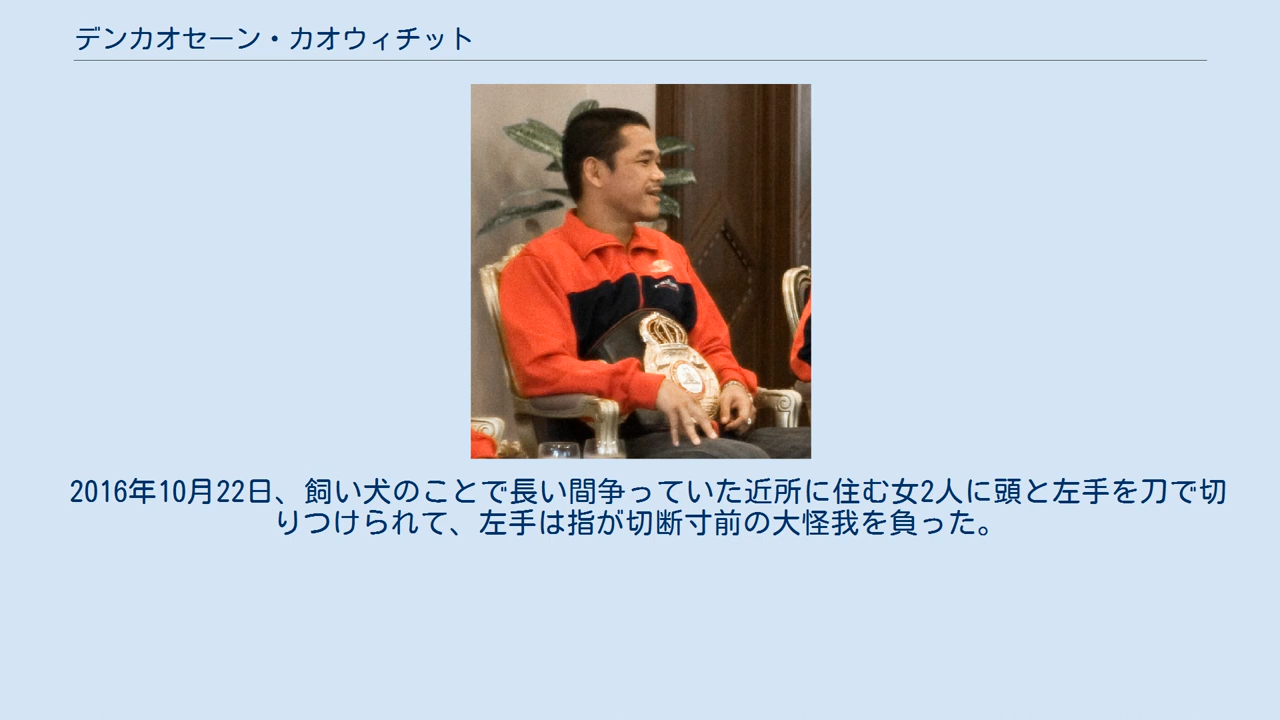 デンカオセーン・カオウィチット
2016年10月22日、飼い犬のことで長い間争っていた近所に住む女2人に頭と左手を刀で切
りつけられて、左手は指が切断寸前の大怪我を負った。